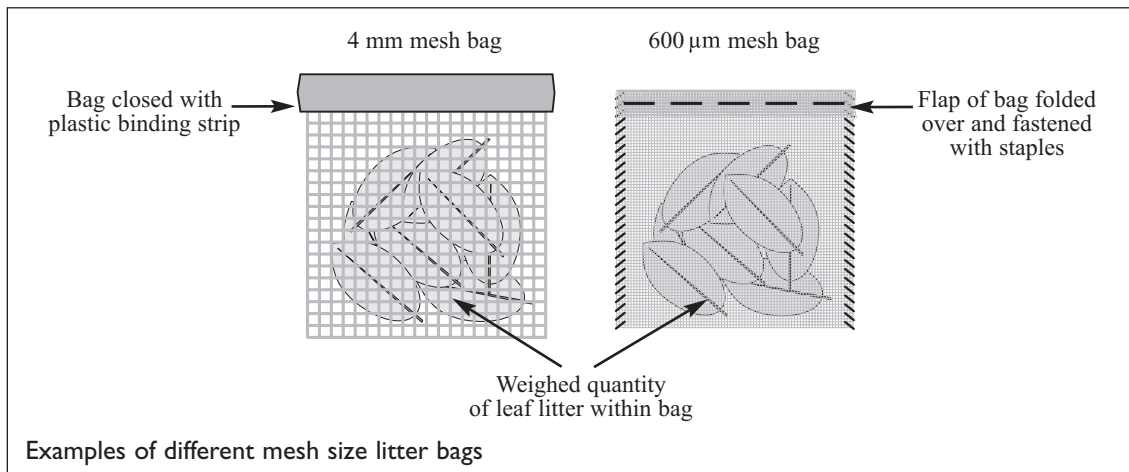 4 mm mesh bag
600 μm mesh bag
Bag closed with
plastic binding strip
Flap of bag folded
over and fastened
with staples
Weighed quantity
of leaf litter within bag
Examples of different mesh size litter bags